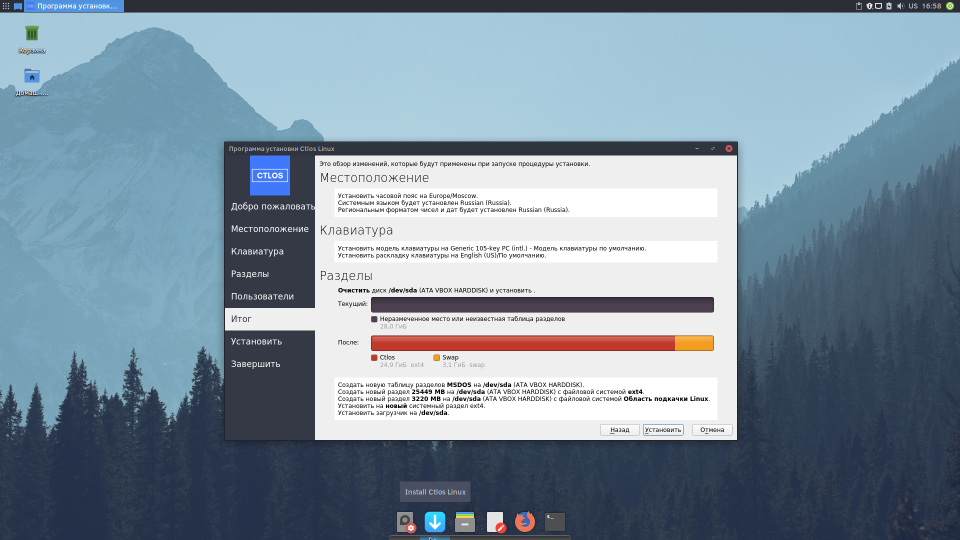 Программа установк...
US 16:58
Корзина
Программа установки Ctlos Linux
CTLOS
Добро пожаловать
Местоположение
Клавиатура
Разделы
Пользователи
Итог
Установить
Завершить
Это обзор изменений, которые будут применены при запуске процедуры установки.
Местоположение
Установить часовой пояс на Europe/Moscow.
Системным языком будет установлен Russian (Russia).
Региональным форматом чисел и дат будет установлен Russian (Russia).
Клавиатура
Установить модель клавиатуры на Generic 105-key PC (intl.) - Модель клавиатуры по умолчанию.
Установить раскладку клавиатуры на English (US)/По умолчанию.
Разделы
Очистить диск /dev/sda (ATA VBOX HARDDISK) и установить .
Текущий:
Неразмеченное место или неизвестная таблица разделов
28.0 ГиБ
После:
Ctlos Swap
24.9 ГиБ ext4 3.1 ГиБ swap
Создать новую таблицу разделов MSDOS на /dev/sda (ATA VBOX HARDDISK).
Создать новый раздел 25449 MB на /dev/sda (ATA VBOX HARDDISK) с файловой системой ext4.
Создать новый раздел 3220 MB на /dev/sda (ATA VBOX HARDDISK) с файловой системой Область подкачки Linux.
Установить на новый системный раздел ext4.
Установить загрузчик на /dev/sda.
Назад Установить Отмена
Install Ctlos Linux